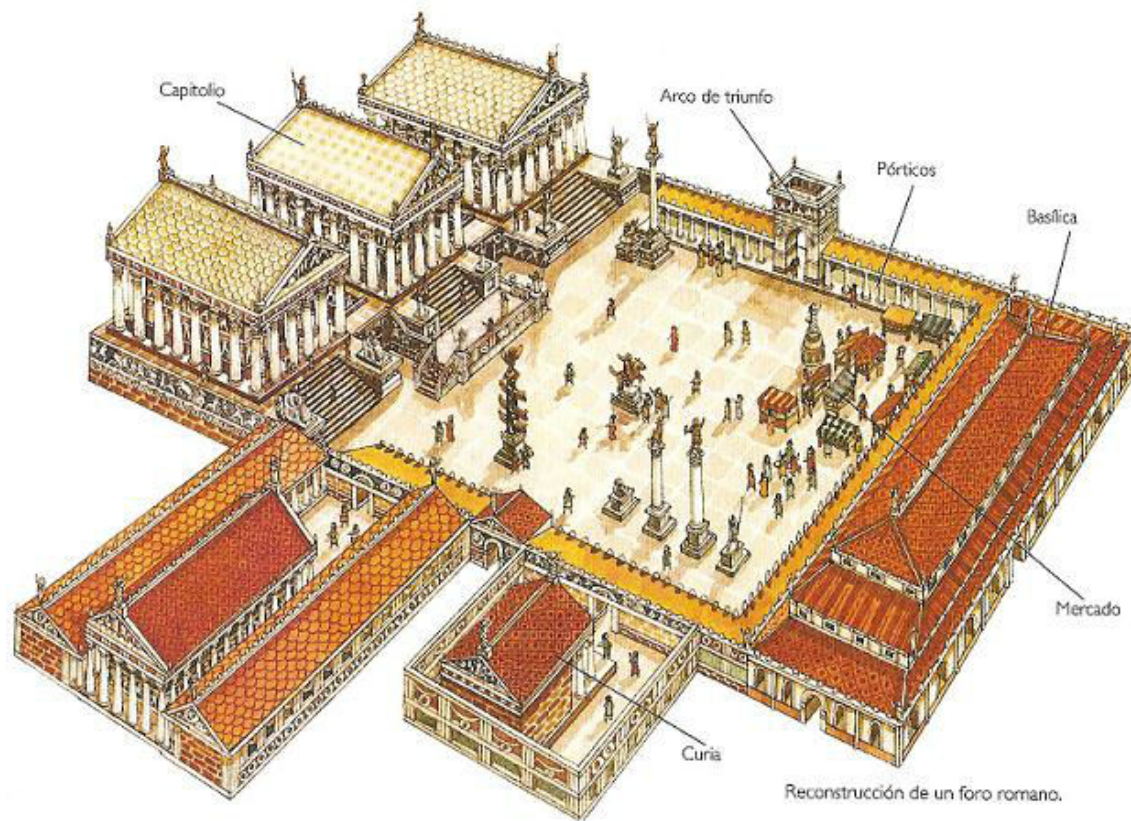 Capitolio
Arco de triunfo
Pórticos
Basílica
Mercado
Curia
Reconstrucción de un foro romano.